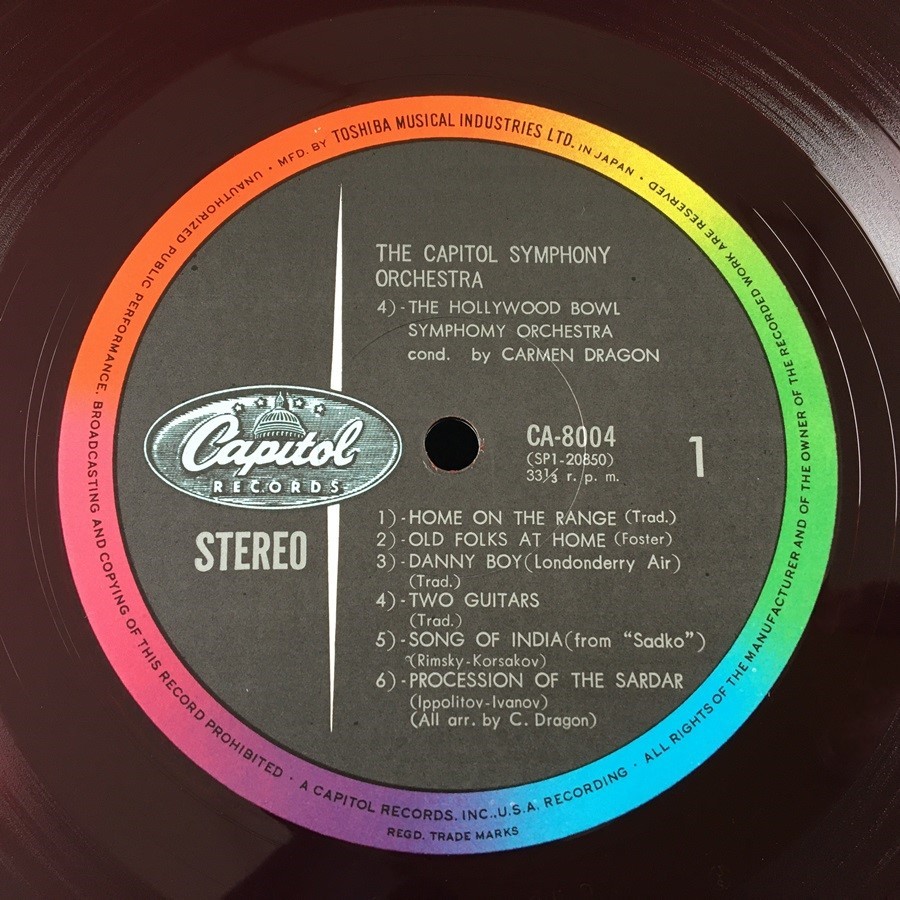 MFD. BY TOSHIBA MUSICAL INDUSTRIES LTD. IN JAPAN · ALL RIGHTS OF THE MANUFACTURER AND OF THE OWNER OF THE RECORDED WORK ARE RESERVED
UNAUTHORIZED PUBLIC PERFORMANCE, BROADCASTING AND COPYING OF THIS RECORD PROHIBITED · A CAPITOL RECORDS, INC., U.S.A. RECORDING ·
REGD. TRADE MARKS
THE CAPITOL SYMPHONY
ORCHESTRA
4)-THE HOLLYWOOD BOWL
SYMPHOMY ORCHESTRA
cond. by CARMEN DRAGON
Capitol
RECORDS
STEREO
CA-8004
(SP1-20850)
33⅓ r. p. m.
1
1)-HOME ON THE RANGE (Trad.)
2)-OLD FOLKS AT HOME (Foster)
3)-DANNY BOY(Londonderry Air)
(Trad.)
4)-TWO GUITARS
(Trad.)
5)-SONG OF INDIA(from “Sadko”)
(Rimsky-Korsakov)
6)-PROCESSION OF THE SARDAR
(Ippolitov-Ivanov)
(All arr. by C. Dragon)